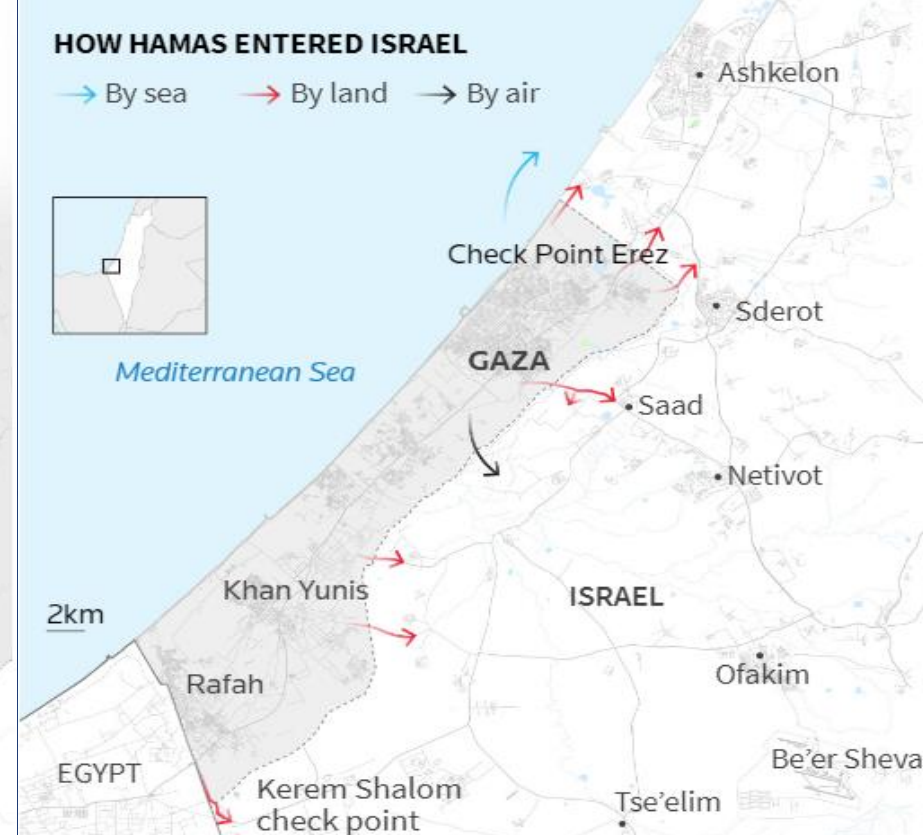 HOW HAMAS ENTERED ISRAEL
By sea
By land
By air
Ashkelon
Check Point Erez
Sderot
Mediterranean Sea
GAZA
Saad
Netivot
Khan Yunis
ISRAEL
2km
Rafah
Ofakim
EGYPT
Be’er Sheva
Kerem Shalom
check point
Tse’elim